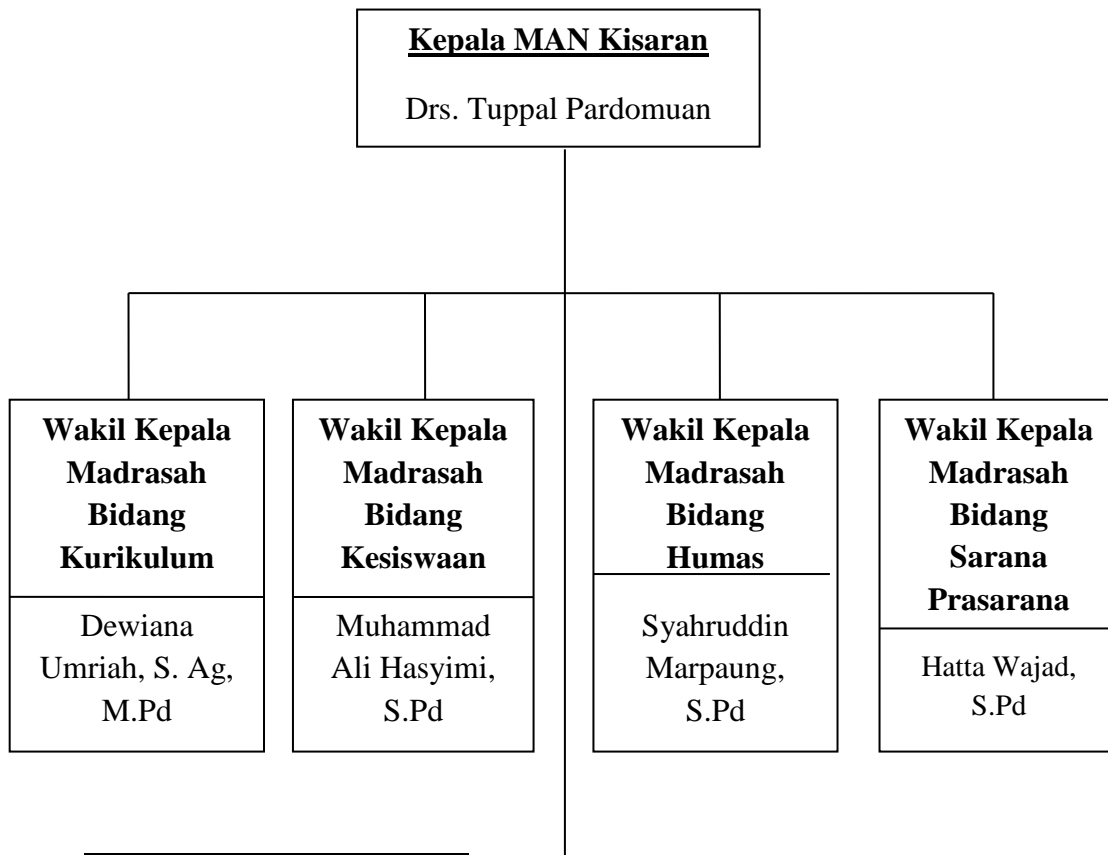 Kepala MAN Kisaran
Drs. Tuppal Pardomuan
Wakil Kepala
Madrasah
Bidang
Kurikulum
Dewiana
Umriah, S. Ag,
M.Pd
Wakil Kepala
Madrasah
Bidang
Kesiswaan
Muhammad
Ali Hasyimi,
S.Pd
Wakil Kepala
Madrasah
Bidang
Humas
Syahruddin
Marpaung,
S.Pd
Wakil Kepala
Madrasah
Bidang
Sarana
Prasarana
Hatta Wajad,
S.Pd